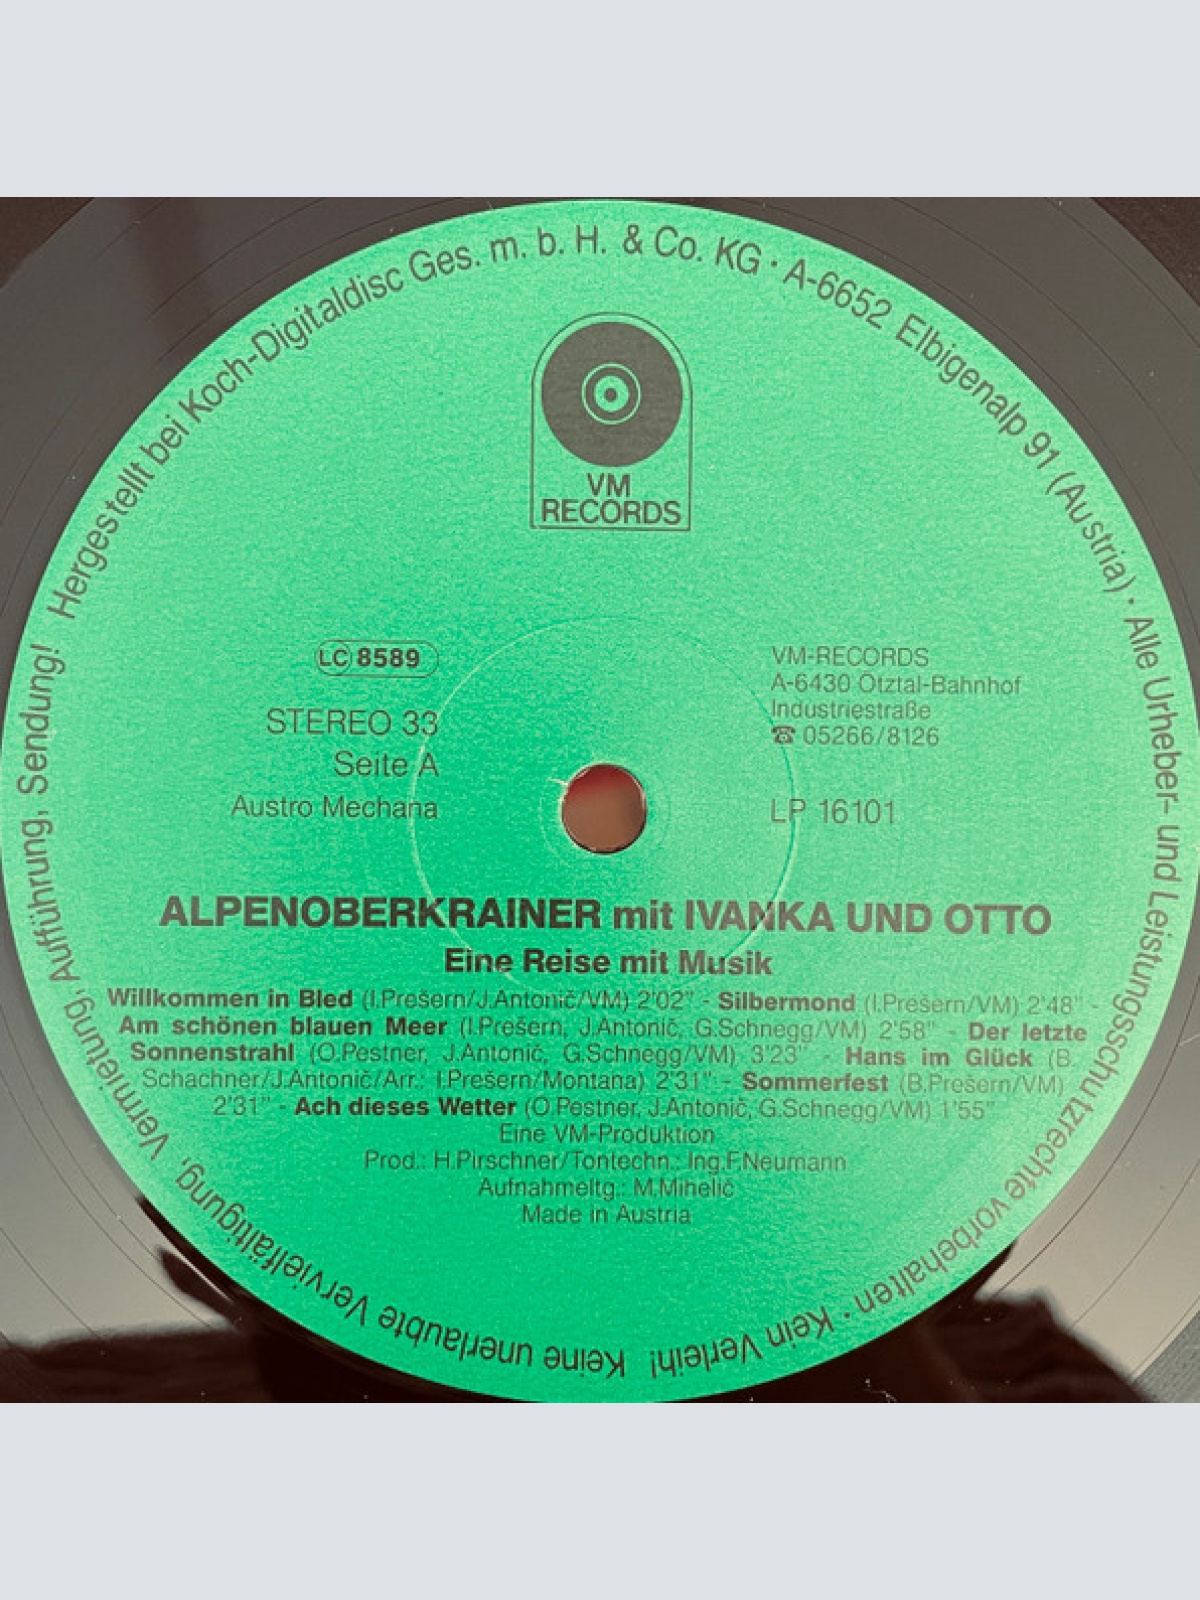 Hergestellt bei Koch-Digitaldisc Ges. m. b. H. & Co. KG · A-6652 Elbigenalp 91 (Austria) · Alle Urheber- und Leistungsschutzrechte vorbehalten · Kein Verleih! Keine unerlaubte Vervielfältigung, Vermietung, Aufführung, Sendung!
VM
RECORDS
LC 8589
STEREO 33
Seite A
Austro Mechana
VM-RECORDS
A-6430 Ötztal-Bahnhof
Industriestraße
☎ 05266/8126
LP 16101
ALPENOBERKRAINER mit IVANKA UND OTTO
Eine Reise mit Musik
Willkommen in Bled (I.Prešern/J.Antonič/VM) 2'02" - Silbermond (I.Prešern/VM) 2'48" -
Am schönen blauen Meer (I.Prešern, J.Antonič, G.Schnegg/VM) 2'58" - Der letzte
Sonnenstrahl (O.Pestner, J.Antonič, G.Schnegg/VM) 3'23" - Hans im Glück (B.
Schachner/J.Antonič/Arr.: I.Prešern/Montana) 2'31" - Sommerfest (B.Prešern/VM)
2'31" - Ach dieses Wetter (O.Pestner, J.Antonič, G.Schnegg/VM) 1'55"
Eine VM-Produktion
Prod.: H.Pirschner/Tontechn.: Ing.F.Neumann
Aufnahmeltg.: M.Mihelič
Made in Austria